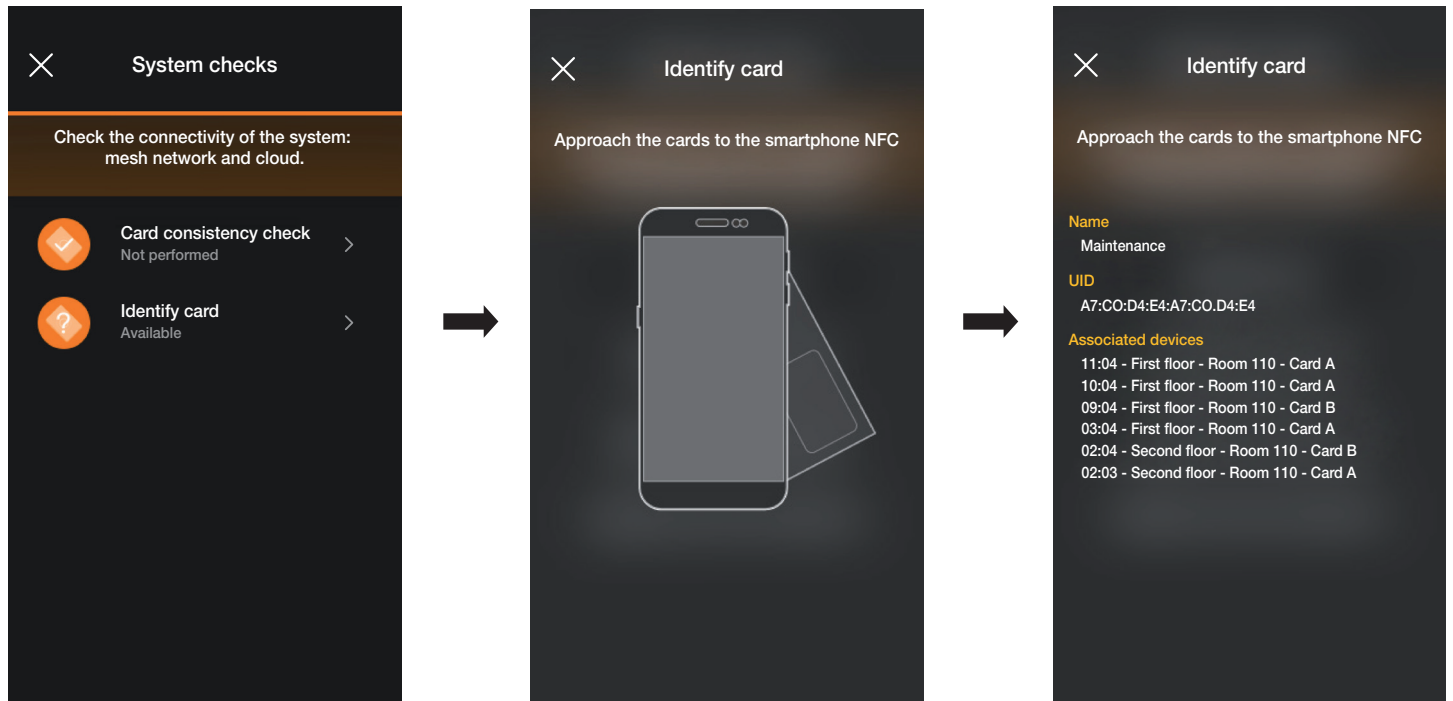 System checks
Check the connectivity of the system:
mesh network and cloud.
Card consistency check
Not performed
Identify card
Available
Identify card
Approach the cards to the smartphone NFC
Identify card
Approach the cards to the smartphone NFC
Name
Maintenance
UID
A7:CO:D4:E4:A7:CO.D4:E4
Associated devices
11:04 - First floor - Room 110 - Card A
10:04 - First floor - Room 110 - Card A
09:04 - First floor - Room 110 - Card B
03:04 - First floor - Room 110 - Card A
02:04 - Second floor - Room 110 - Card B
02:03 - Second floor - Room 110 - Card A